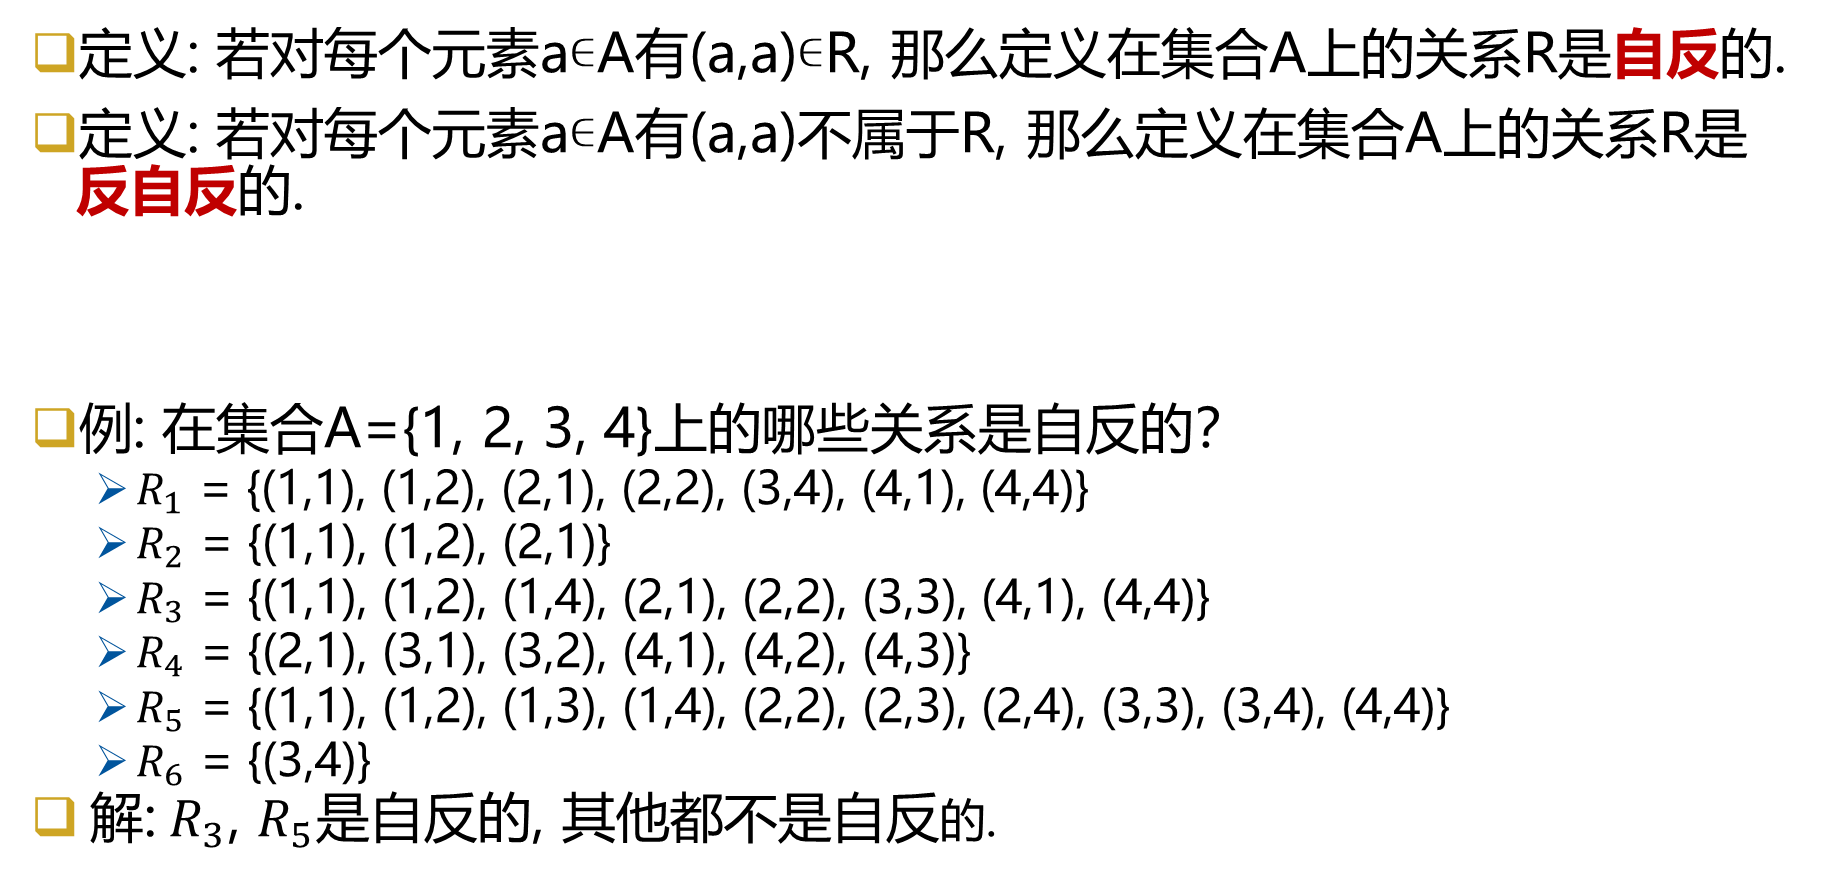 ❑定义: 若对每个元素a∈A有(a,a)∈R, 那么定义在集合A上的关系R是自反的.
❑定义: 若对每个元素a∈A有(a,a)不属于R, 那么定义在集合A上的关系R是
反自反的.
❑例: 在集合A={1, 2, 3, 4}上的哪些关系是自反的?
➢R₁ = {(1,1), (1,2), (2,1), (2,2), (3,4), (4,1), (4,4)}
➢R₂ = {(1,1), (1,2), (2,1)}
➢R₃ = {(1,1), (1,2), (1,4), (2,1), (2,2), (3,3), (4,1), (4,4)}
➢R₄ = {(2,1), (3,1), (3,2), (4,1), (4,2), (4,3)}
➢R₅ = {(1,1), (1,2), (1,3), (1,4), (2,2), (2,3), (2,4), (3,3), (3,4), (4,4)}
➢R₆ = {(3,4)}
❑ 解: R₃, R₅是自反的, 其他都不是自反的.